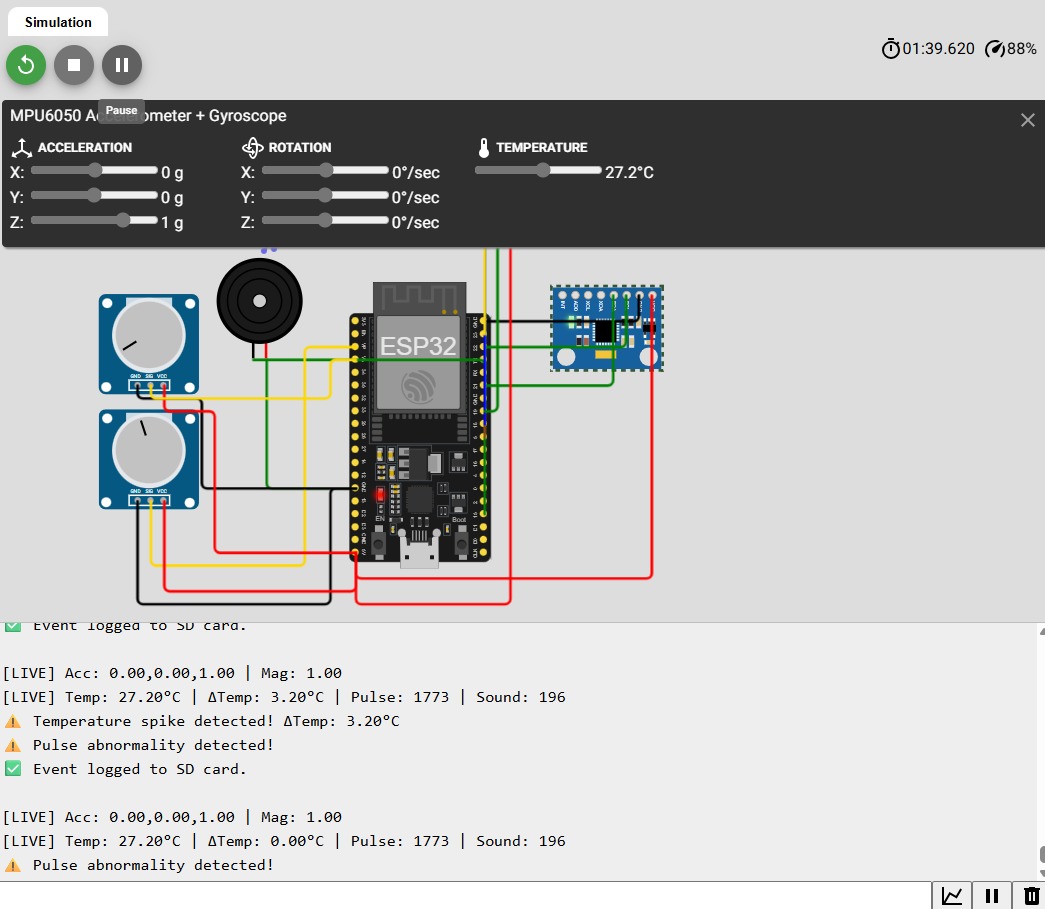 Simulation
01:39.620 88%
Pause
MPU6050 Accelerometer + Gyroscope
ACCELERATION ROTATION TEMPERATURE
X: 0 g X: 0°/sec 27.2°C
Y: 0 g Y: 0°/sec
Z: 1 g Z: 0°/sec
ESP32
GND SIG VCC
GND SIG VCC
EN Boot
✅ Event logged to SD card.
[LIVE] Acc: 0.00,0.00,1.00 | Mag: 1.00
[LIVE] Temp: 27.20°C | ΔTemp: 3.20°C | Pulse: 1773 | Sound: 196
⚠ Temperature spike detected! ΔTemp: 3.20°C
⚠ Pulse abnormality detected!
✅ Event logged to SD card.
[LIVE] Acc: 0.00,0.00,1.00 | Mag: 1.00
[LIVE] Temp: 27.20°C | ΔTemp: 0.00°C | Pulse: 1773 | Sound: 196
⚠ Pulse abnormality detected!